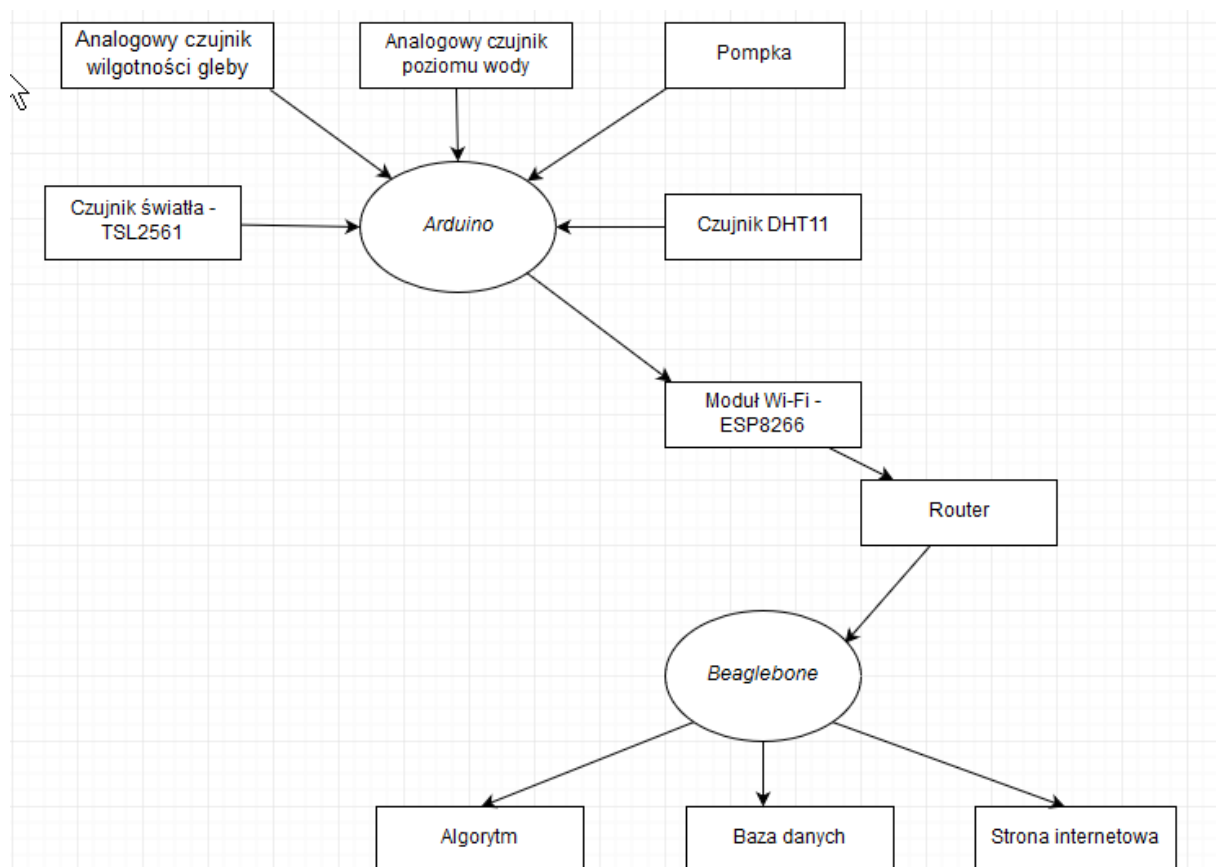 Analogowy czujnik
wilgotności gleby
Analogowy czujnik
poziomu wody
Pompka
Czujnik światła -
TSL2561
Arduino
Czujnik DHT11
Moduł Wi-Fi -
ESP8266
Router
Beaglebone
Algorytm
Baza danych
Strona internetowa